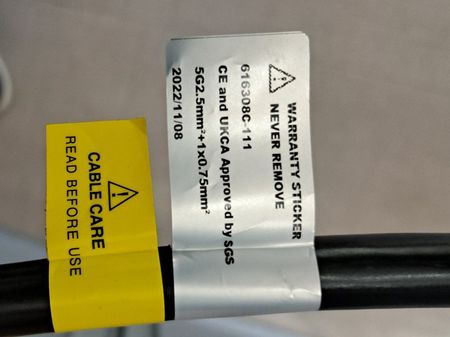 WARRANTY STICKER
NEVER REMOVE
616308C-111
CE and UKCA Approved by SGS
5G2.5mm²+1x0.75mm²
2022/11/08
CABLE CARE
READ BEFORE USE